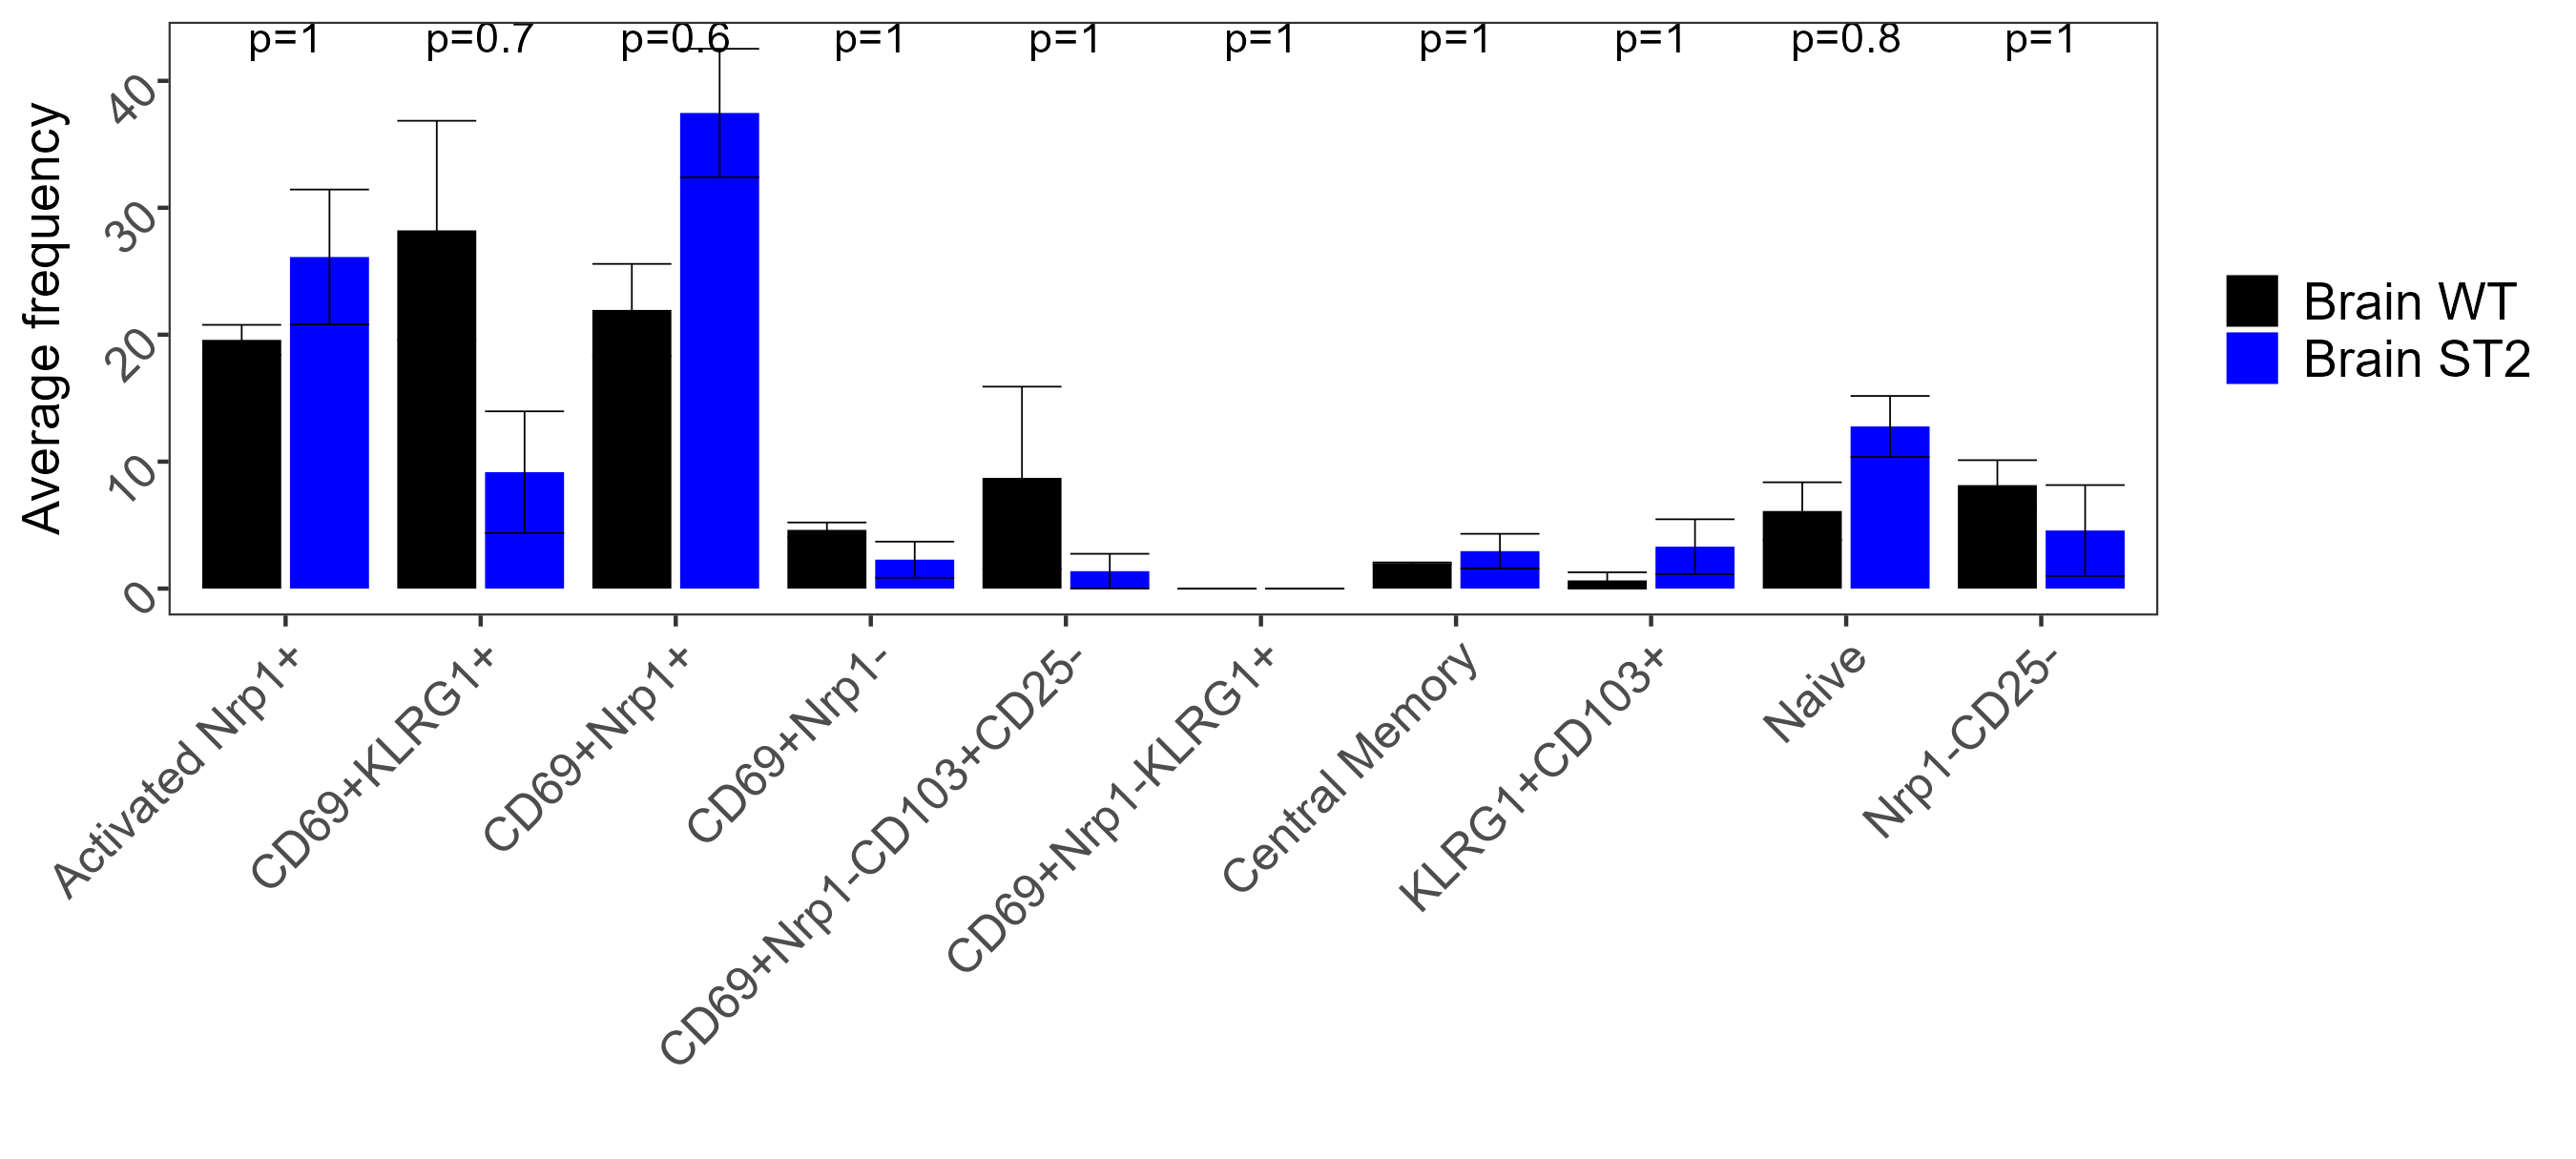 p=1 p=0.7 p=0.6 p=1 p=1 p=1 p=1 p=1 p=0.8 p=1
Average frequency
40
30
20
10
0
Brain WT
Brain ST2
Activated Nrp1+
CD69+KLRG1+
CD69+Nrp1+
CD69+Nrp1-
CD69+Nrp1-CD103+CD25-
CD69+Nrp1-KLRG1+
Central Memory
KLRG1+CD103+
Naive
Nrp1-CD25-